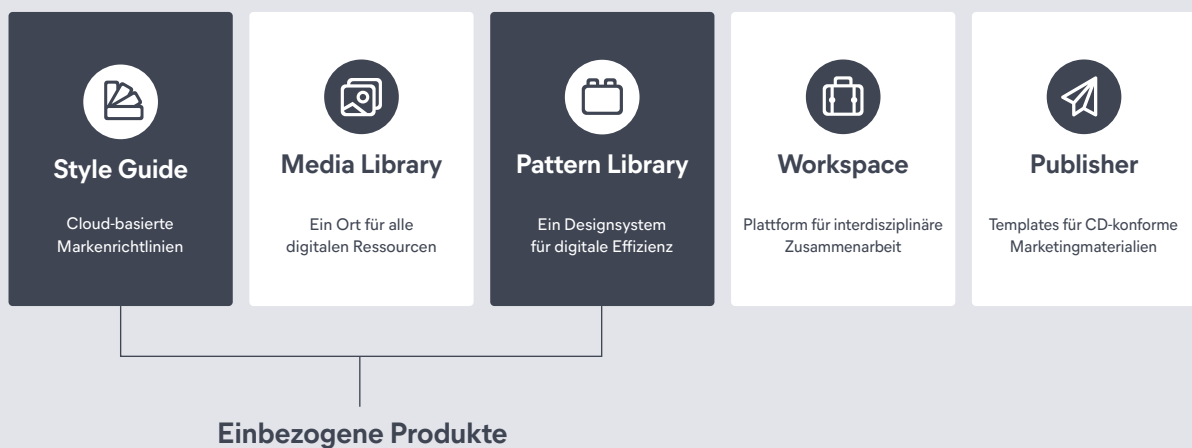 Style Guide
Cloud-basierte
Markenrichtlinien
Media Library
Ein Ort für alle
digitalen Ressourcen
Pattern Library
Ein Designsystem
für digitale Effizienz
Workspace
Plattform für interdisziplinäre
Zusammenarbeit
Publisher
Templates für CD-konforme
Marketingmaterialien
Einbezogene Produkte